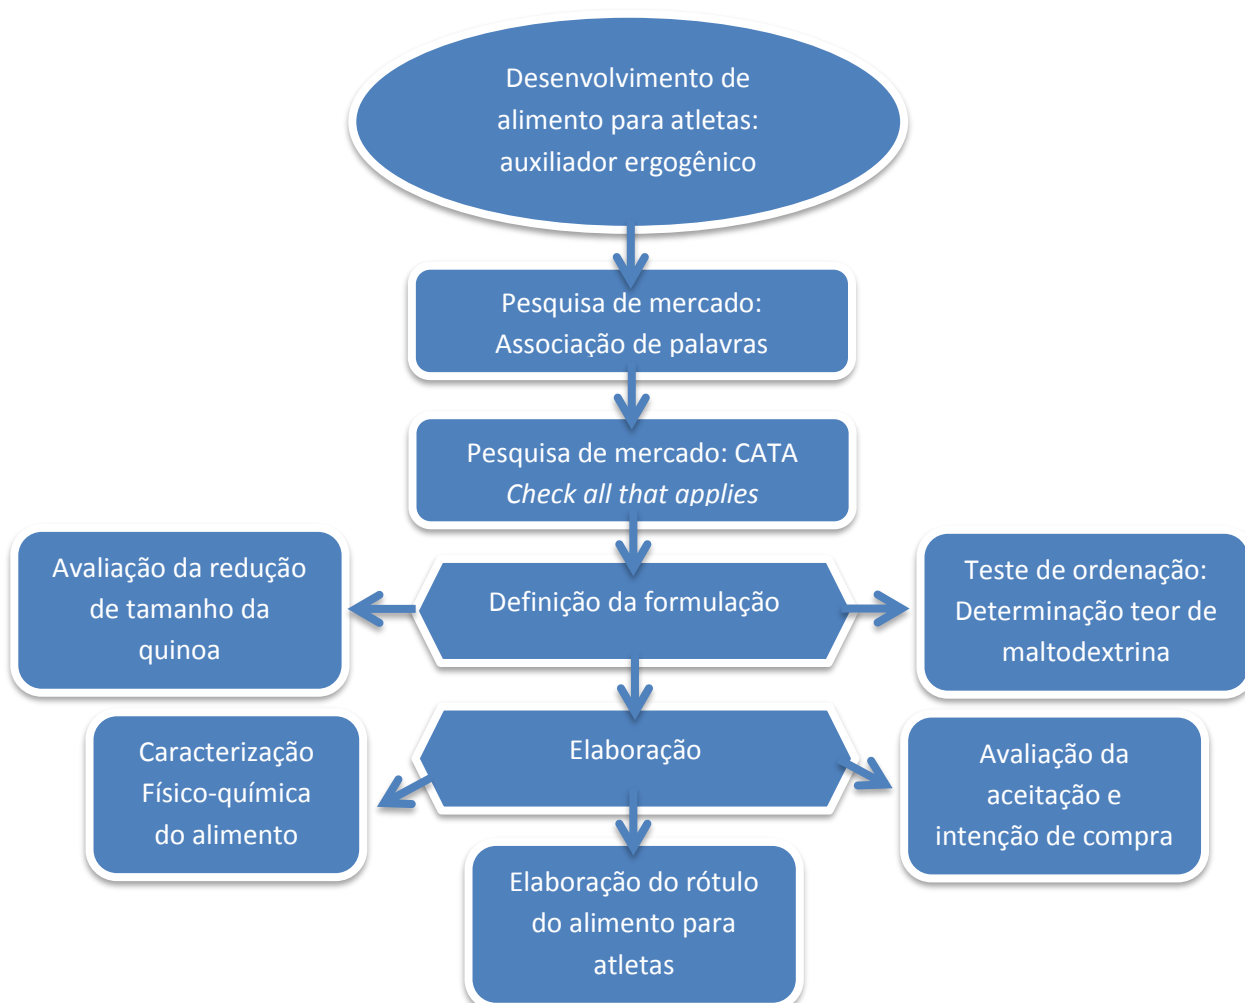 Desenvolvimento de
alimento para atletas:
auxiliador ergogênico
Pesquisa de mercado:
Associação de palavras
Pesquisa de mercado: CATA
Check all that applies
Avaliação da redução
de tamanho da
quinoa
Definição da formulação
Teste de ordenação:
Determinação teor de
maltodextrina
Caracterização
Físico-química
do alimento
Elaboração
Avaliação da
aceitação e
intenção de compra
Elaboração do rótulo
do alimento para
atletas